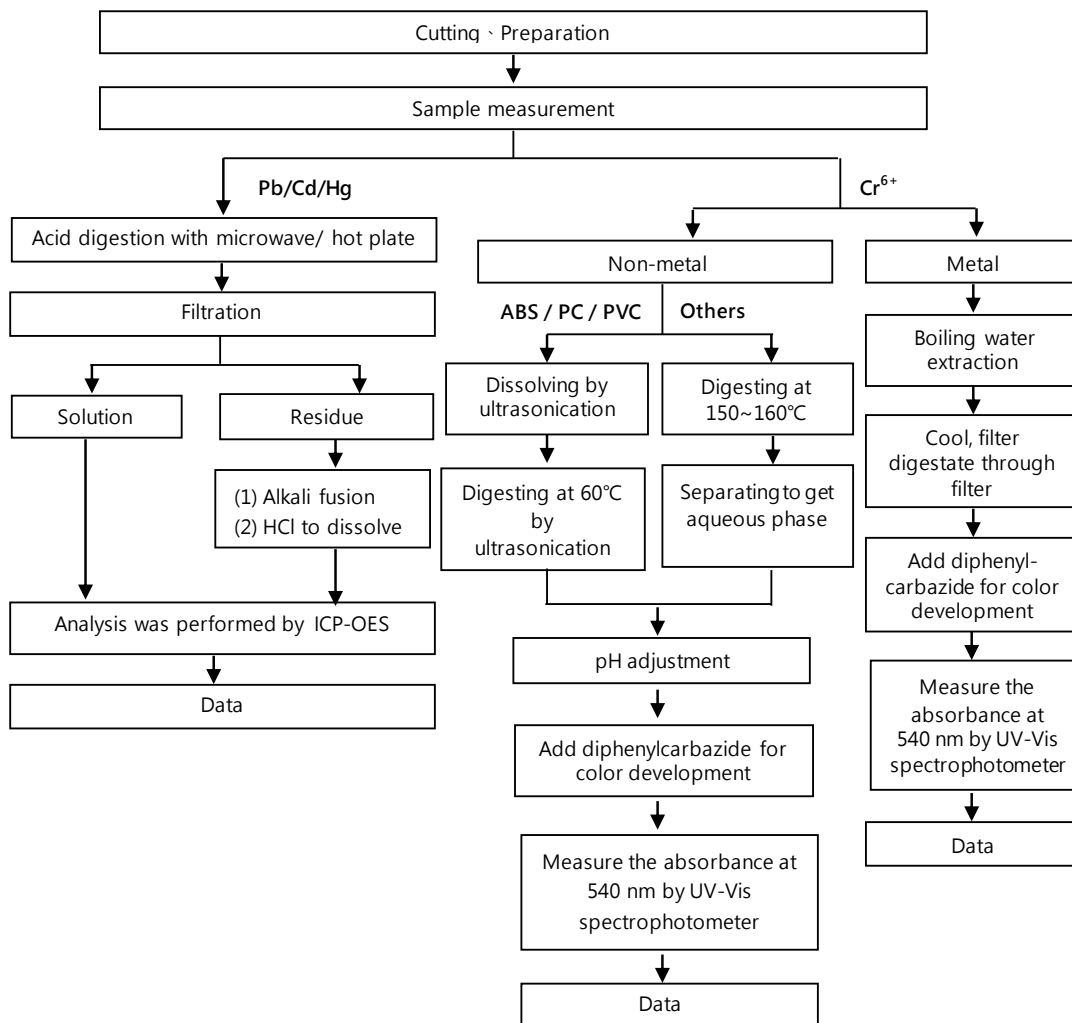 Cutting、Preparation
Sample measurement
Pb/Cd/Hg
Cr⁶⁺
Acid digestion with microwave/ hot plate
Filtration
Solution
Residue
(1) Alkali fusion
(2) HCl to dissolve
Analysis was performed by ICP-OES
Data
Non-metal
ABS / PC / PVC
Others
Dissolving by
ultrasonication
Digesting at
150~160℃
Digesting at 60℃
by
ultrasonication
Separating to get
aqueous phase
pH adjustment
Add diphenylcarbazide for
color development
Measure the absorbance at
540 nm by UV-Vis
spectrophotometer
Data
Metal
Boiling water
extraction
Cool, filter
digestate through
filter
Add diphenyl-
carbazide for color
development
Measure the
absorbance at
540 nm by UV-Vis
spectrophotometer
Data